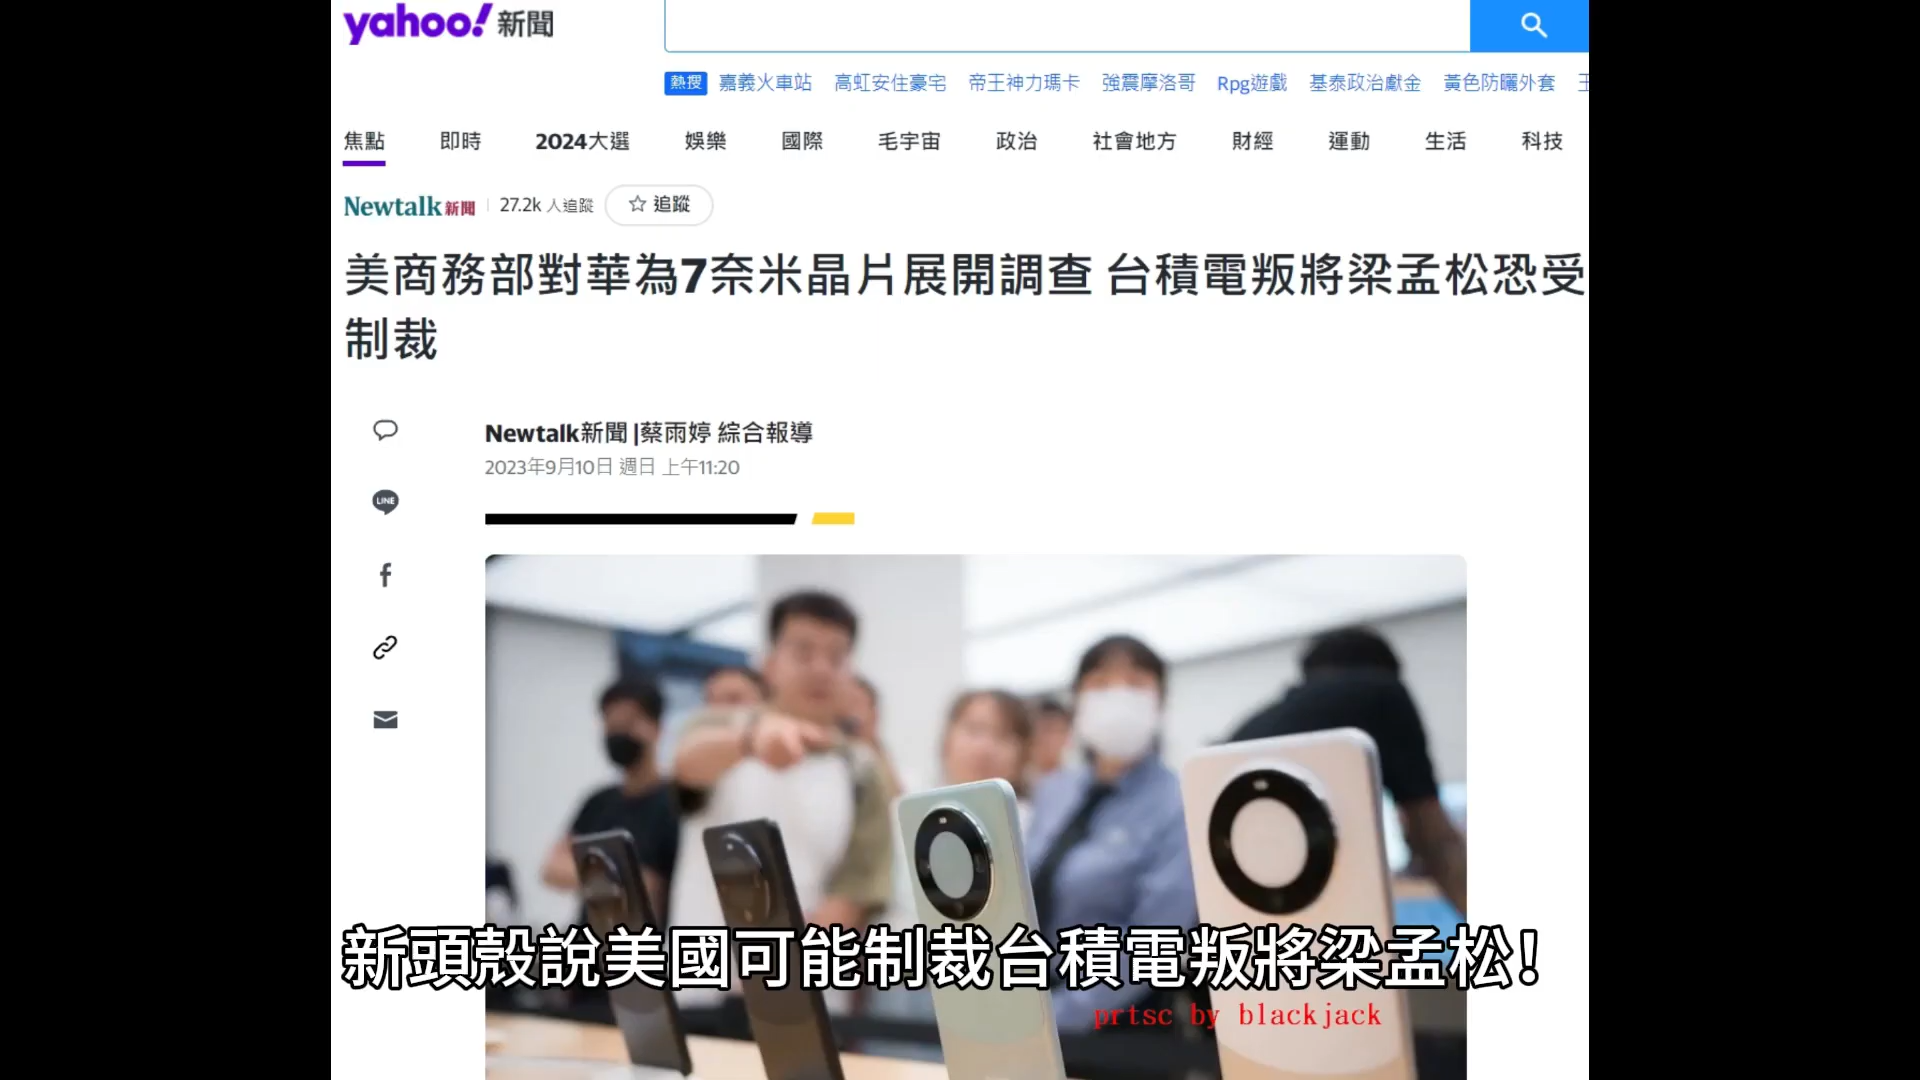 yahoo!新聞
熱搜 嘉義火車站 高虹安住豪宅 帝王神力瑪卡 強震摩洛哥 Rpg遊戲 基泰政治獻金 黃色防曬外套 王
焦點 即時 2024大選 娛樂 國際 毛宇宙 政治 社會地方 財經 運動 生活 科技
Newtalk新聞 27.2k 人追蹤 追蹤
美商務部對華為7奈米晶片展開調查 台積電叛將梁孟松恐受
制裁
Newtalk新聞 |蔡雨婷 綜合報導
2023年9月10日 週日 上午11:20
LINE
新頭殼說美國可能制裁台積電叛將梁孟松!
prtsc by blackjack